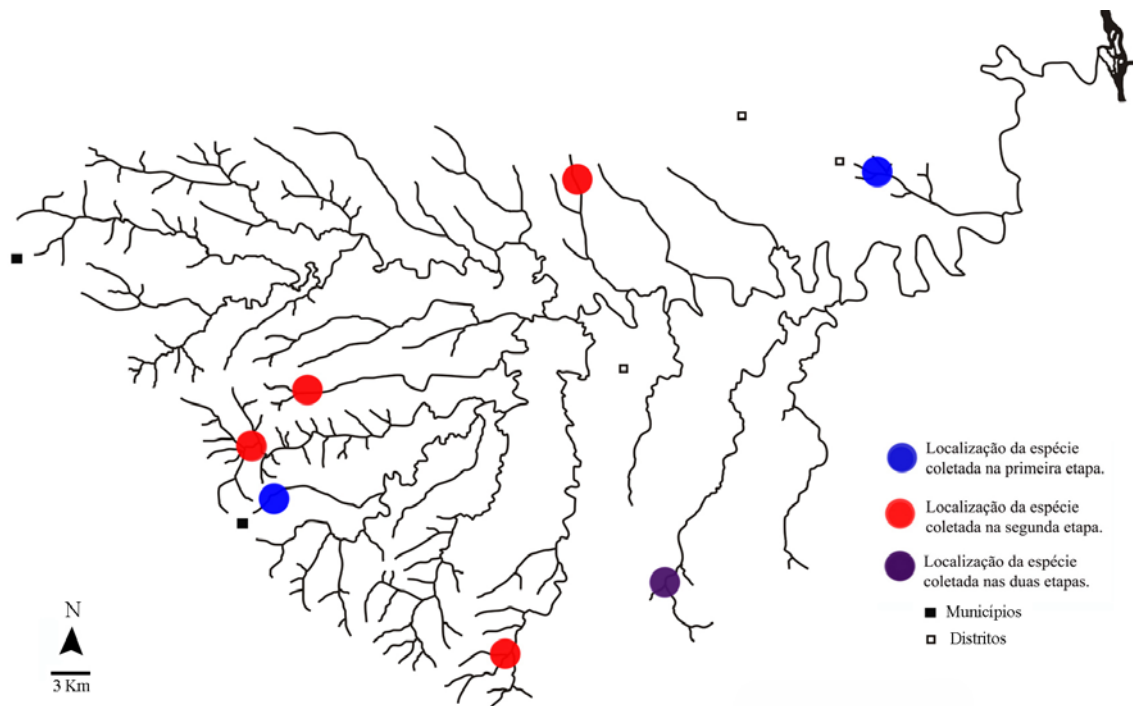 Localização da espécie
coletada na primeira etapa.
Localização da espécie
coletada na segunda etapa.
Localização da espécie
coletada nas duas etapas.
Municípios
Distritos
N
3 Km